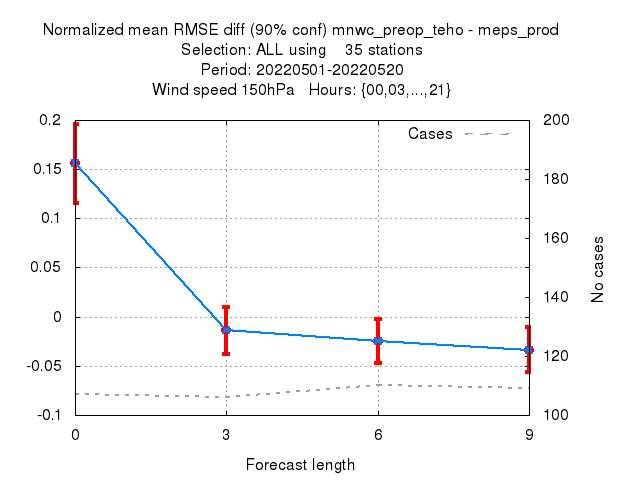 Normalized mean RMSE diff (90% conf) mnwc_preop_teho - meps_prod
Selection: ALL using    35 stations
Period: 20220501-20220520
Wind speed 150hPa   Hours: {00,03,...,21}
Cases
0.2
0.15
0.1
0.05
0
-0.05
-0.1
200
180
160
140
120
100
No cases
0 3 6 9
Forecast length